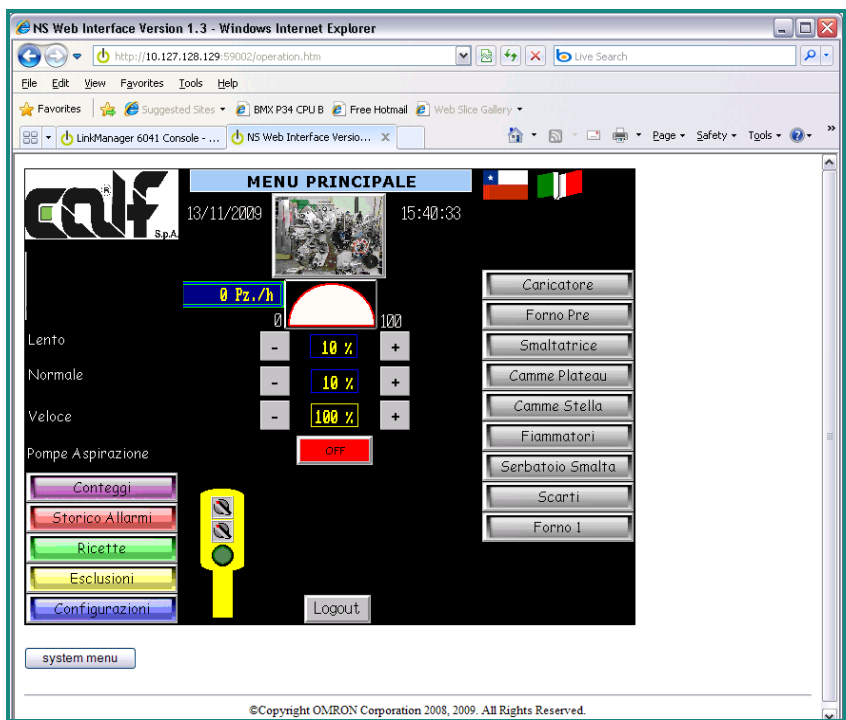 NS Web Interface Version 1.3 - Windows Internet Explorer
http://10.127.128.129:59002/operation.htm
Live Search
File Edit View Favorites Tools Help
Favorites Suggested Sites BMX P34 CPU B Free Hotmail Web Slice Gallery
LinkManager 6041 Console - ... NS Web Interface Versio... X Page Safety Tools »
calf ® S.p.A.
MENU PRINCIPALE
13/11/2009 15:40:33
0 Pz./h
0 100
Lento - 10 % +
Normale - 10 % +
Veloce - 100 % +
Pompe Aspirazione OFF
Conteggi
Storico Allarmi
Ricette
Esclusioni
Configurazioni
Logout
Caricatore
Forno Pre
Smaltatrice
Camme Plateau
Camme Stella
Fiammatori
Serbatoio Smalta
Scarti
Forno 1
system menu
©Copyright OMRON Corporation 2008, 2009. All Rights Reserved.